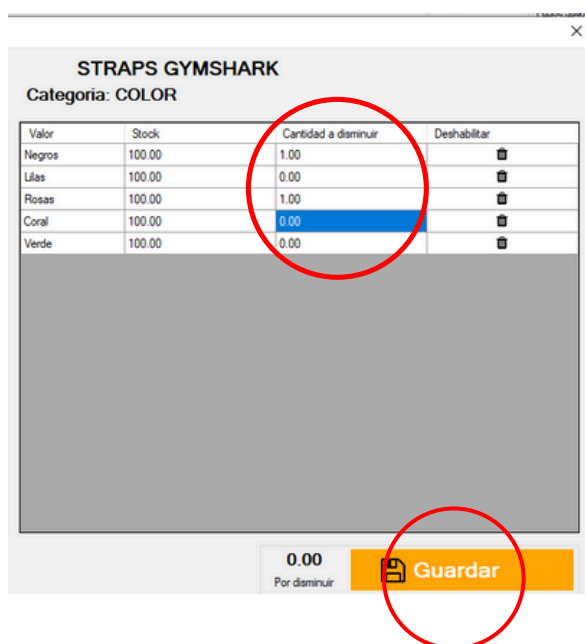 STRAPS GYMSHARK
Categoria: COLOR
Valor Stock Cantidad a disminuir Deshabilitar
Negros 100.00 1.00
Lilas 100.00 0.00
Rosas 100.00 1.00
Coral 100.00 0.00
Verde 100.00 0.00
0.00
Por disminuir
Guardar